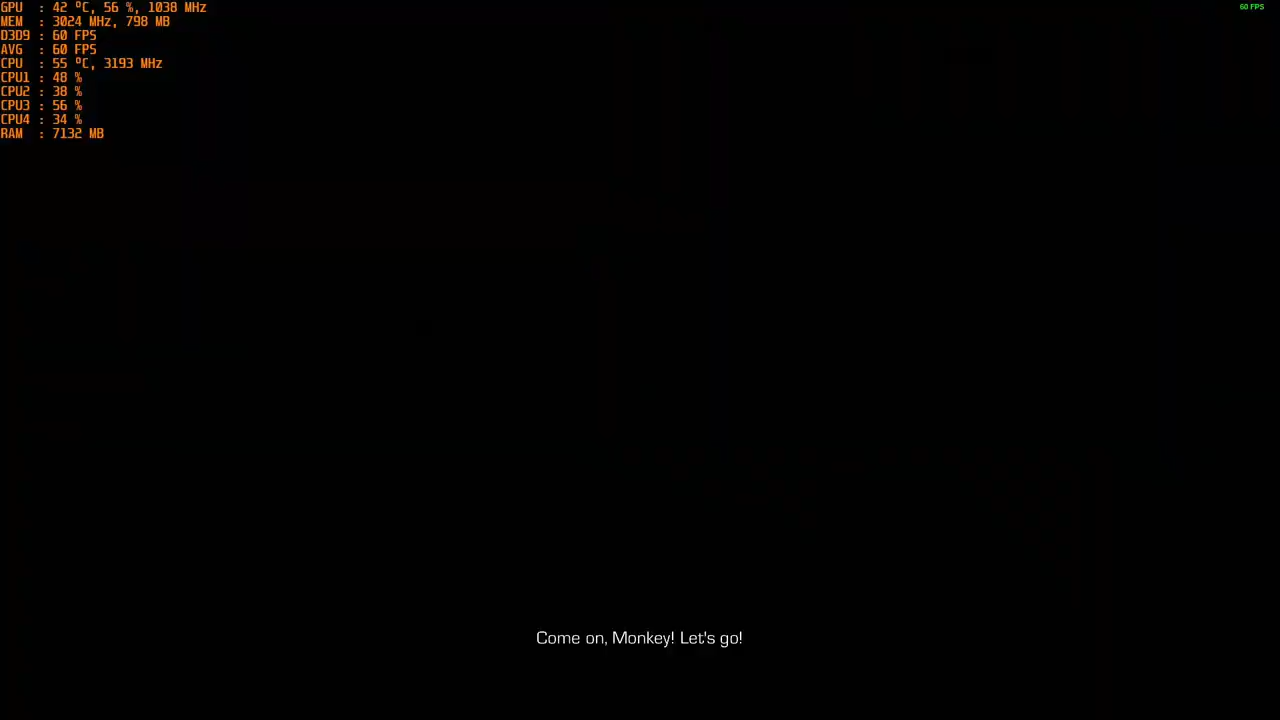 GPU : 42 ºC, 56 %, 1038 MHz
60 FPS
MEM : 3024 MHz, 798 MB
D3D9 : 60 FPS
AVG : 60 FPS
CPU : 55 ºC, 3193 MHz
CPU1 : 48 %
CPU2 : 38 %
CPU3 : 56 %
CPU4 : 34 %
RAM : 7132 MB
Come on, Monkey! Let's go!